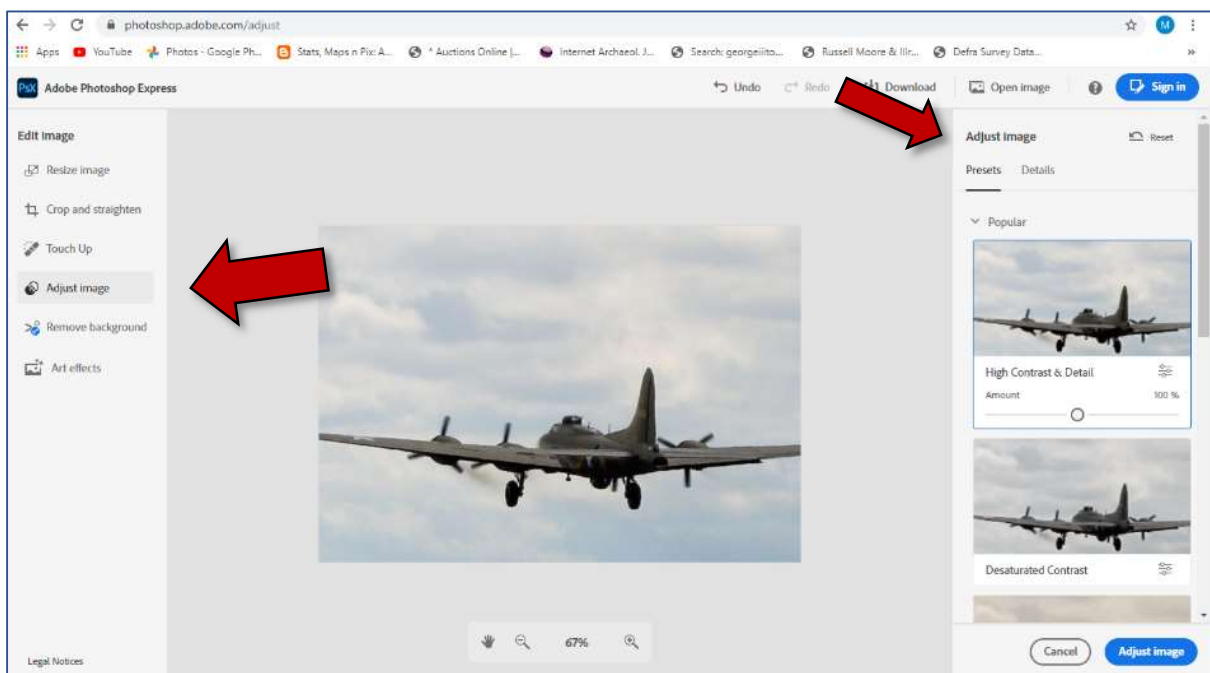 photoshop.adobe.com/adjust
M
Apps YouTube Photos - Google Ph... Stats, Maps n Pix: A... * Auctions Online |... Internet Archaeol. J... Search: georgeiiito... Russell Moore & Defra Survey Data... »
PsX Adobe Photoshop Express Undo Redo Download Open image Sign in
Edit image
Resize image
Crop and straighten
Touch Up
Adjust image
Remove background
Art effects
Legal Notices
67%
Adjust image Reset
Presets Details
Popular
High Contrast & Detail
Amount 100 %
Desaturated Contrast
Cancel Adjust image